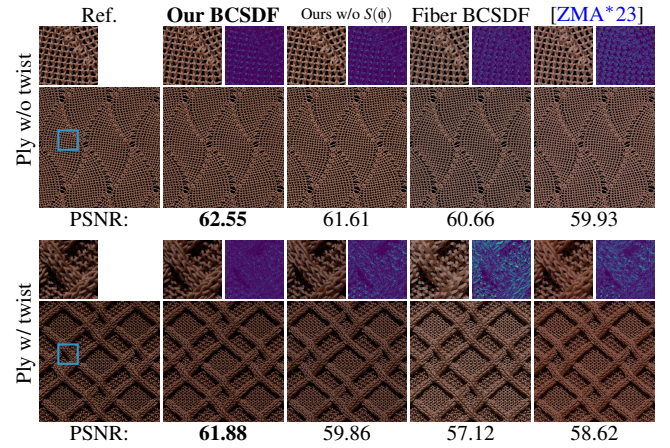 Ref. Our BCSDF Ours w/o S(ϕ) Fiber BCSDF [ZMA*23]
Ply w/o twist
PSNR: 62.55 61.61 60.66 59.93
Ply w/ twist
PSNR: 61.88 59.86 57.12 58.62